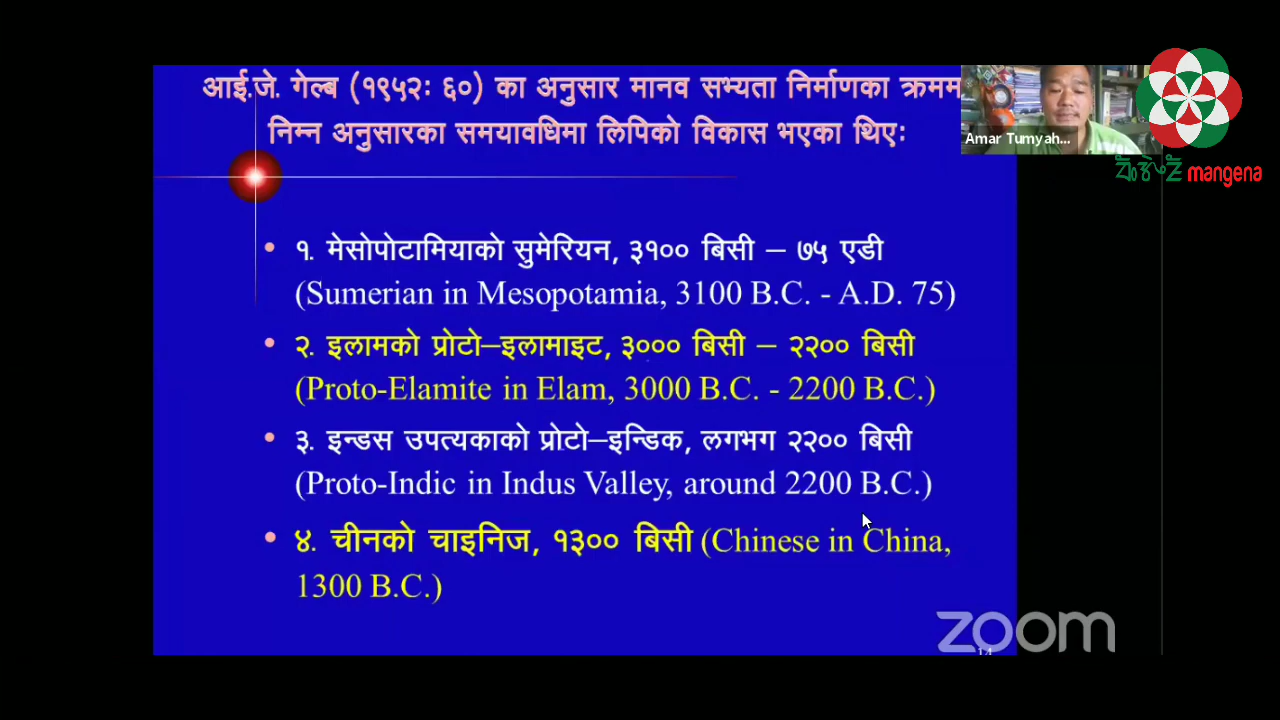 आई.जे. गेल्ब (१९५२ः ६०) का अनुसार मानव सभ्यता निर्माणका क्रमम
निम्न अनुसारका समयावधिमा लिपिको विकास भएका थिएः
Amar Tumyah...
mangena
• १. मेसोपोटामियाको सुमेरियन, ३१०० बिसी – ७५ एडी
(Sumerian in Mesopotamia, 3100 B.C. - A.D. 75)
• २. इलामको प्रोटो–इलामाइट, ३००० बिसी – २२०० बिसी
(Proto-Elamite in Elam, 3000 B.C. - 2200 B.C.)
• ३. इन्डस उपत्यकाको प्रोटो–इन्डिक, लगभग २२०० बिसी
(Proto-Indic in Indus Valley, around 2200 B.C.)
• ४. चीनको चाइनिज, १३०० बिसी (Chinese in China,
1300 B.C.)
zoom
14